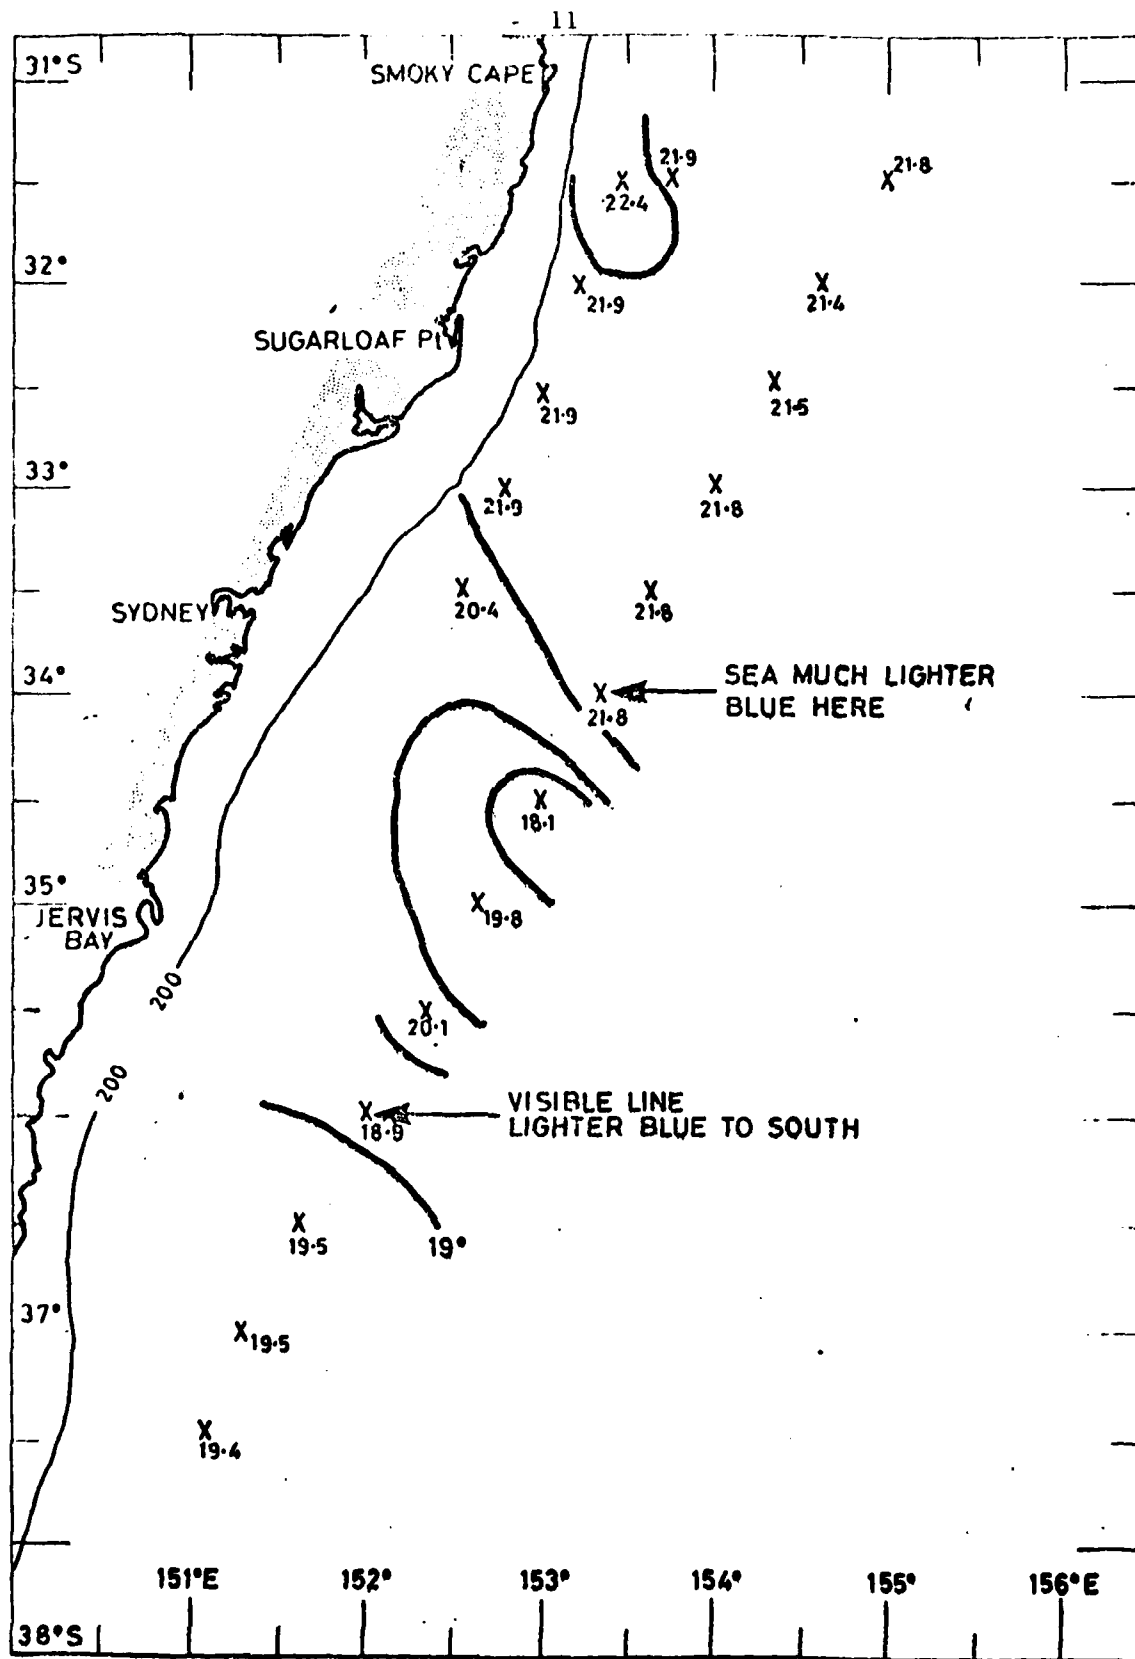 11
31°S
SMOKY CAPE
21·9
21·8
22·4
32°
21·9
21·4
SUGARLOAF Pt
21·9
21·5
33°
21·9
21·8
SYDNEY
20·4
21·8
34°
SEA MUCH LIGHTER
BLUE HERE
21·8
18·1
35°
JERVIS
BAY
19·8
200
20·1
200
VISIBLE LINE
LIGHTER BLUE TO SOUTH
18·9
19·5
19°
37°
19·5
19·4
151°E
152°
153°
154°
155°
156°E
38°S